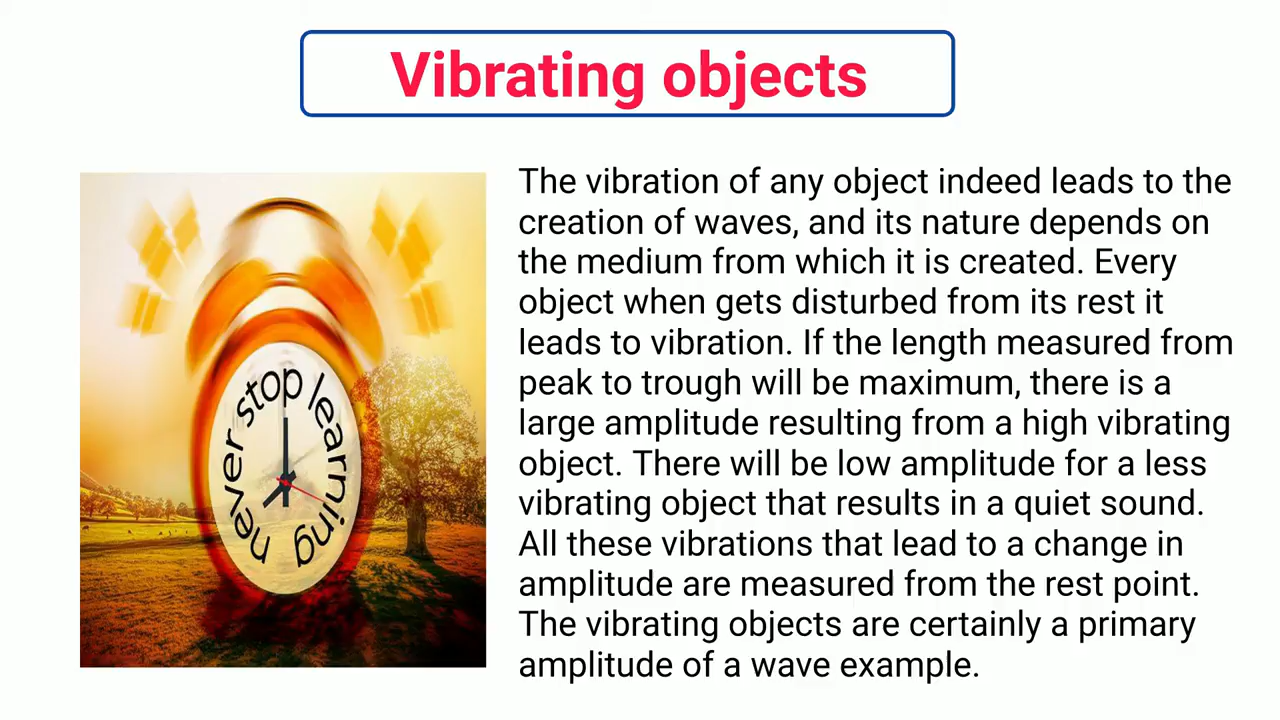 Vibrating objects
never stop learning
The vibration of any object indeed leads to the
creation of waves, and its nature depends on
the medium from which it is created. Every
object when gets disturbed from its rest it
leads to vibration. If the length measured from
peak to trough will be maximum, there is a
large amplitude resulting from a high vibrating
object. There will be low amplitude for a less
vibrating object that results in a quiet sound.
All these vibrations that lead to a change in
amplitude are measured from the rest point.
The vibrating objects are certainly a primary
amplitude of a wave example.